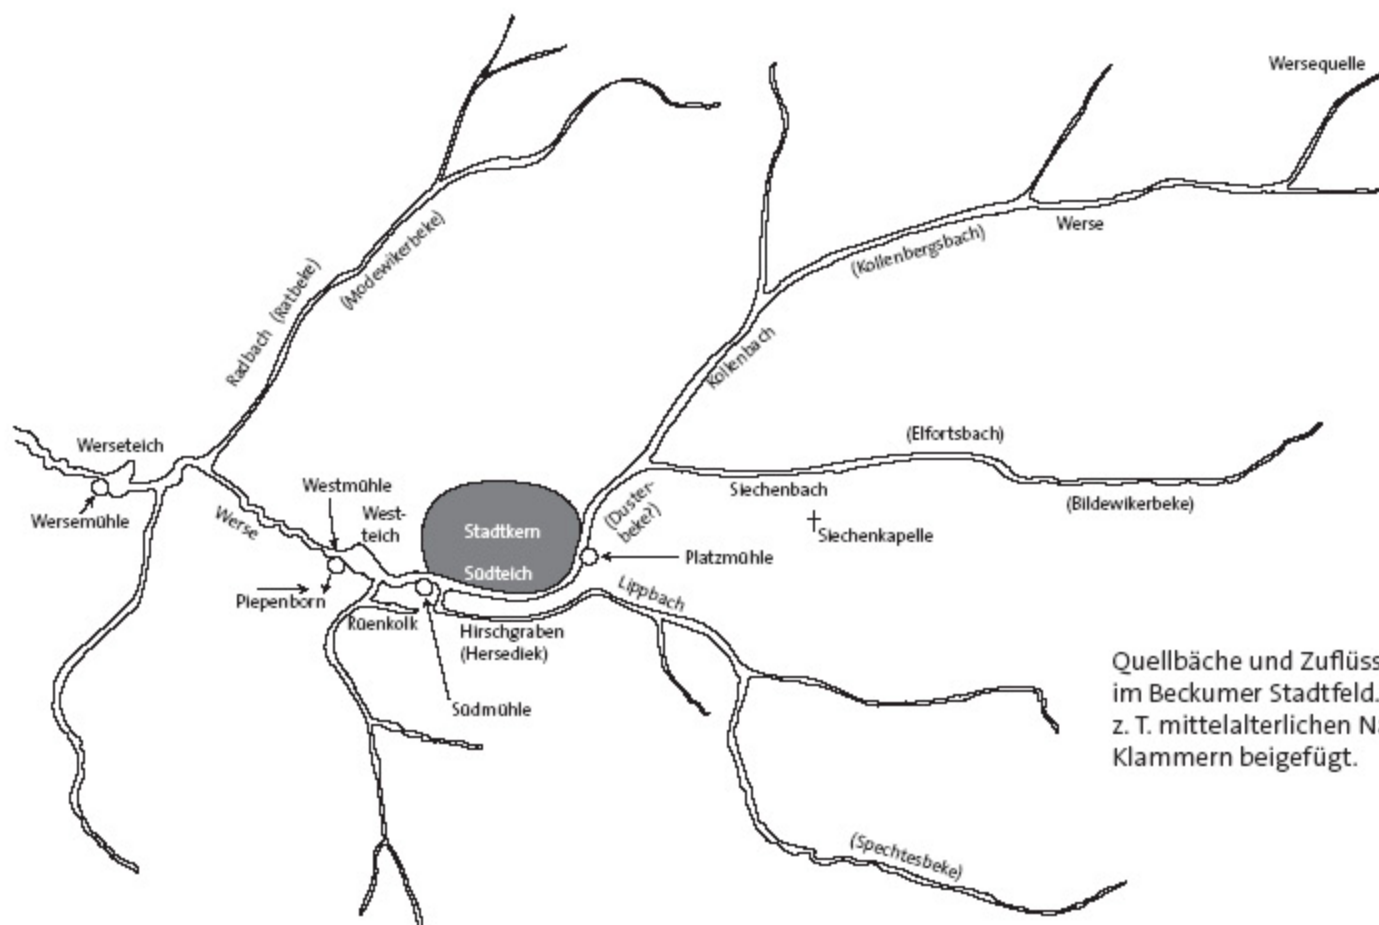 Wersequelle
Werse
(Kollenbergsbach)
(Modewikerbeke)
Radbach (Ratbeke)
Kollenbach
Werseteich
(Elfortsbach)
Siechenbach
(Bildewikerbeke)
Westmühle
West-
teich
Wersemühle
Werse
Stadtkern
(Duster-
beke?)
Siechenkapelle
Platzmühle
Südteich
Lippbach
Piepenborn
Rüenkolk
Hirschgraben
(Hersediek)
Südmühle
Quellbäche und Zuflüss
im Beckumer Stadtfeld.
z. T. mittelalterlichen Na
Klammern beigefügt.
(Spechtesbeke)